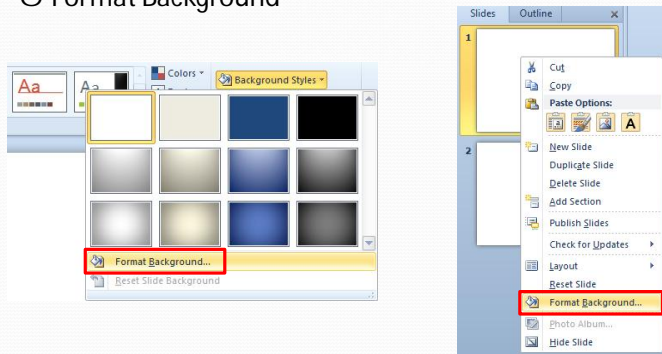 Format Background
Aa
Aa
Colors
Background Styles
Format Background...
Reset Slide Background
Slides Outline
1
Cut
Copy
Paste Options:
A
2
New Slide
Duplicate Slide
Delete Slide
Add Section
Publish Slides
Check for Updates
Layout
Reset Slide
Format Background...
Photo Album...
Hide Slide